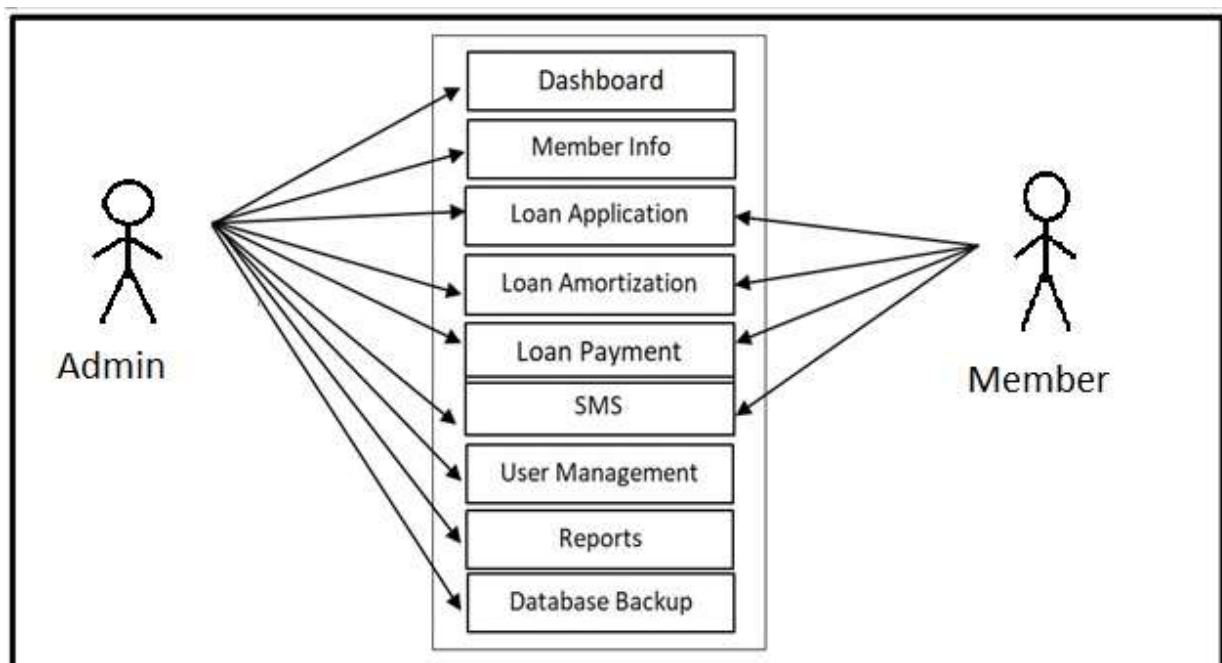 Dashboard
Member Info
Loan Application
Loan Amortization
Loan Payment
SMS
User Management
Reports
Database Backup
Admin
Member